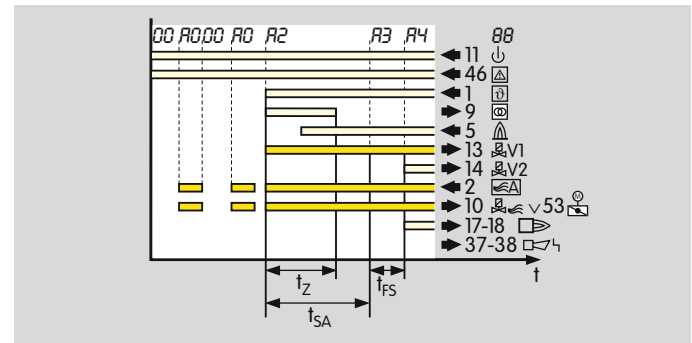 00 A0 00 A0 A2 A3 A4 88
11
46
1 ϑ
9
5
13 V1
14 V2
2 A
10 ∨ 53 M
17-18
37-38
t
tZ
tFS
tSA